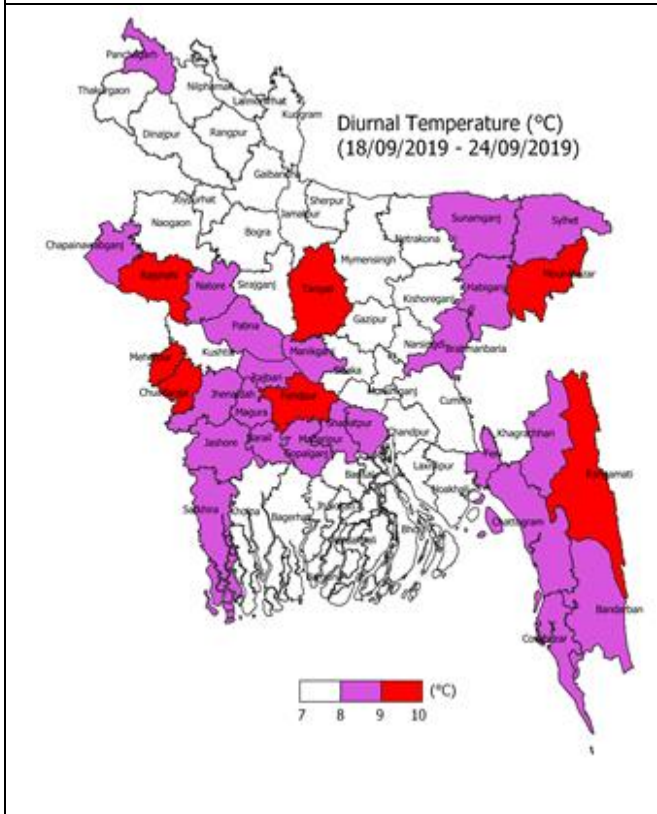 Diurnal Temperature (°C)
(18/09/2019 - 24/09/2019)
Panchagarh
Thakurgaon
Nilphamari
Lalmonirhat
Kurigram
Dinajpur
Rangpur
Gaibandha
Joypurhat
Sherpur
Jamalpur
Naogaon
Bogra
Netrakona
Sunamganj
Sylhet
Chapainawabganj
Mymensingh
Rajshahi
Natore
Sirajganj
Tangail
Kishoreganj
Habiganj
Moulvibazar
Gazipur
Pabna
Narsingdi
Brahmanbaria
Meherpur
Kushtia
Manikganj
Dhaka
Rajbari
Chuadanga
Jhenaidah
Faridpur
Magura
Cumilla
Khagrachhari
Jashore
Narail
Madaripur
Shariatpur
Chandpur
Gopalganj
Feni
Rangamati
Laxmipur
Noakhali
Barisal
Satkhira
Khulna
Bagerhat
Chattagram
Bandarban
(°C)
7 8 9 10